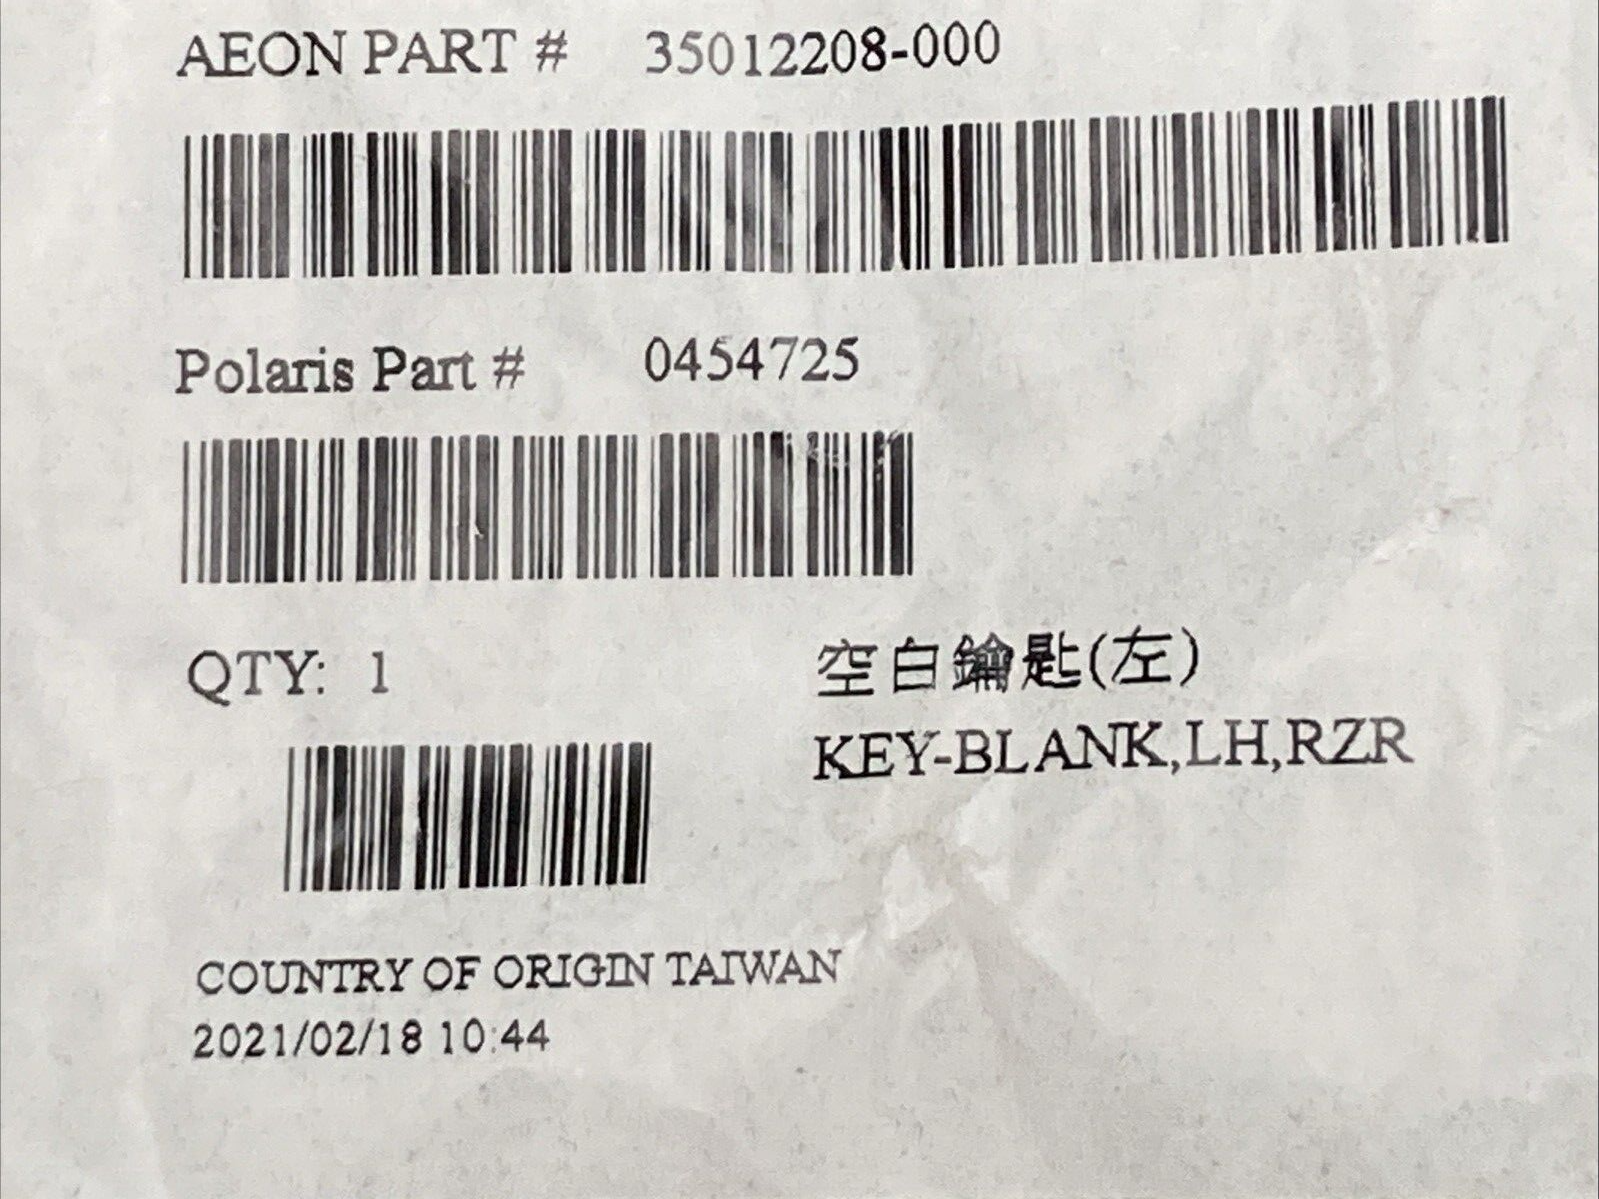 AEON PART # 35012208-000
Polaris Part # 0454725
QTY: 1
空白鑰匙(左)
KEY-BLANK,LH,RZR
COUNTRY OF ORIGIN TAIWAN
2021/02/18 10:44